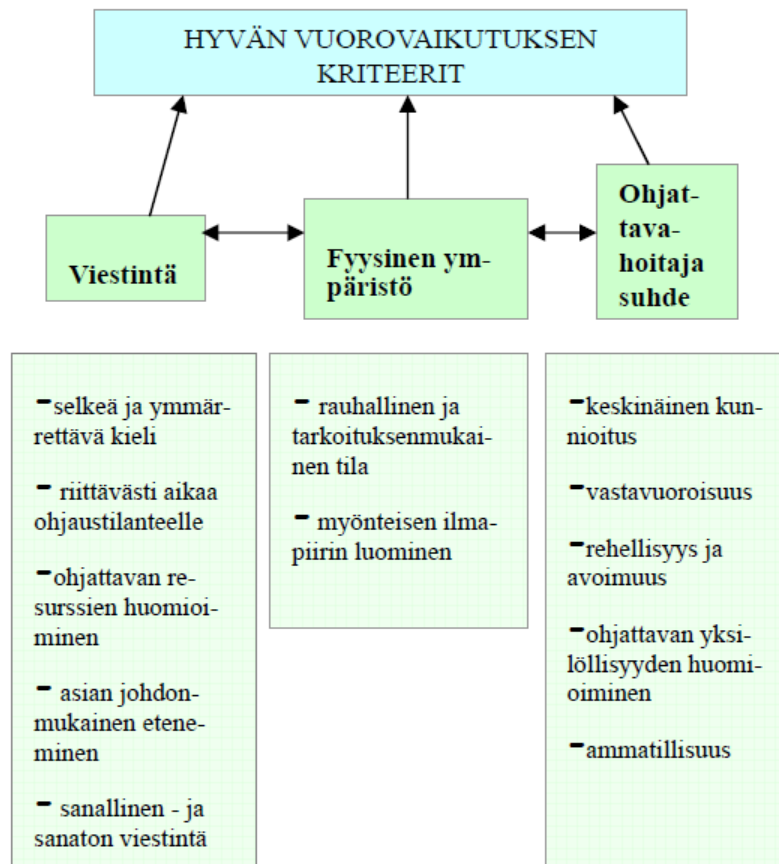 HYVÄN VUOROVAIKUTUKSEN
KRITEERIT
Viestintä
Fyysinen ym-
päristö
Ohjat-
tava-
hoitaja
suhde
-selkeä ja ymmär-
rettävä kieli
- riittävästi aikaa
ohjaustilanteelle
-ohjattavan re-
surssien huomioi-
minen
- asian johdon-
mukainen etene-
minen
- sanallinen - ja
sanaton viestintä
- rauhallinen ja
tarkoituksenmukai-
nen tila
- myönteisen ilma-
piirin luominen
-keskinäinen kun-
nioitus
-vastavuoroisuus
-rehellisyys ja
avoimuus
-ohjattavan yksi-
löllisyyden huomi-
oiminen
-ammatillisuus